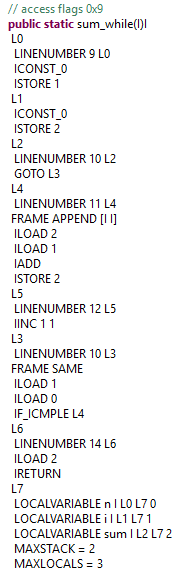 // access flags 0x9
public static sum_while(I)I
L0
LINENUMBER 9 L0
ICONST_0
ISTORE 1
L1
ICONST_0
ISTORE 2
L2
LINENUMBER 10 L2
GOTO L3
L4
LINENUMBER 11 L4
FRAME APPEND [I I]
ILOAD 2
ILOAD 1
IADD
ISTORE 2
L5
LINENUMBER 12 L5
IINC 1 1
L3
LINENUMBER 10 L3
FRAME SAME
ILOAD 1
ILOAD 0
IF_ICMPLE L4
L6
LINENUMBER 14 L6
ILOAD 2
IRETURN
L7
LOCALVARIABLE n I L0 L7 0
LOCALVARIABLE i I L1 L7 1
LOCALVARIABLE sum I L2 L7 2
MAXSTACK = 2
MAXLOCALS = 3